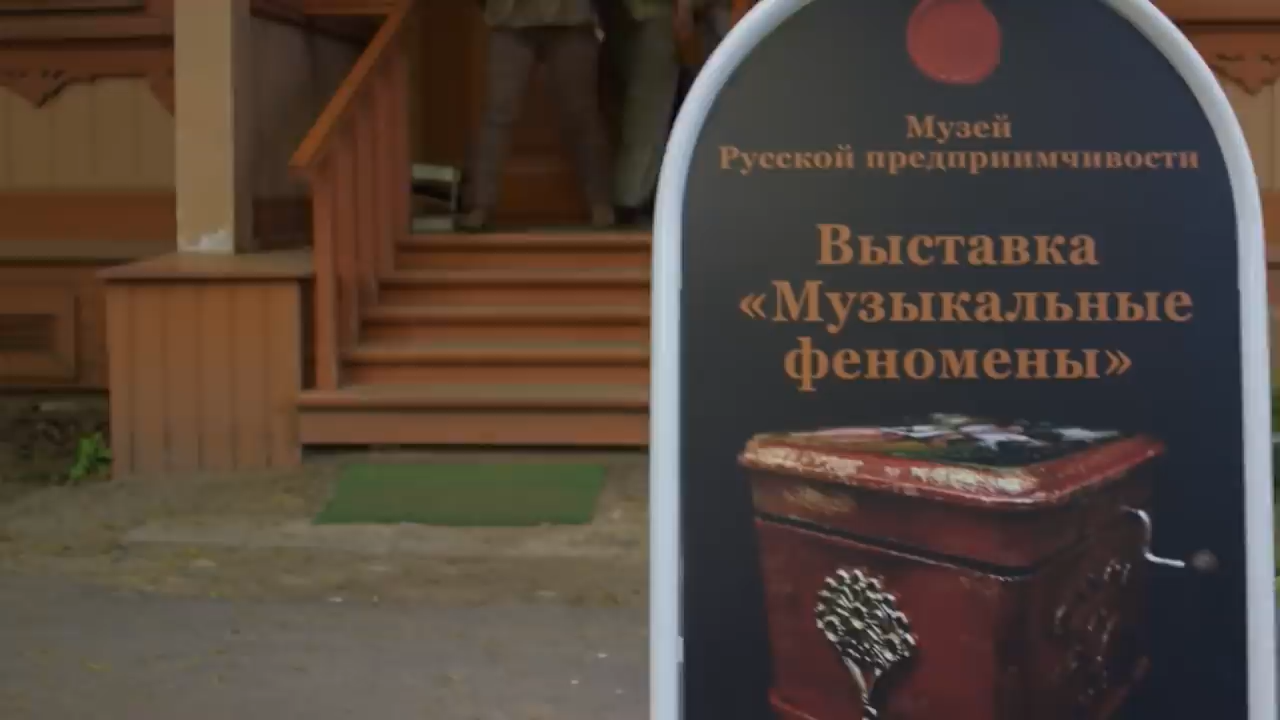 Музей
Русской предприимчивости
Выставка
«Музыкальные
феномены»